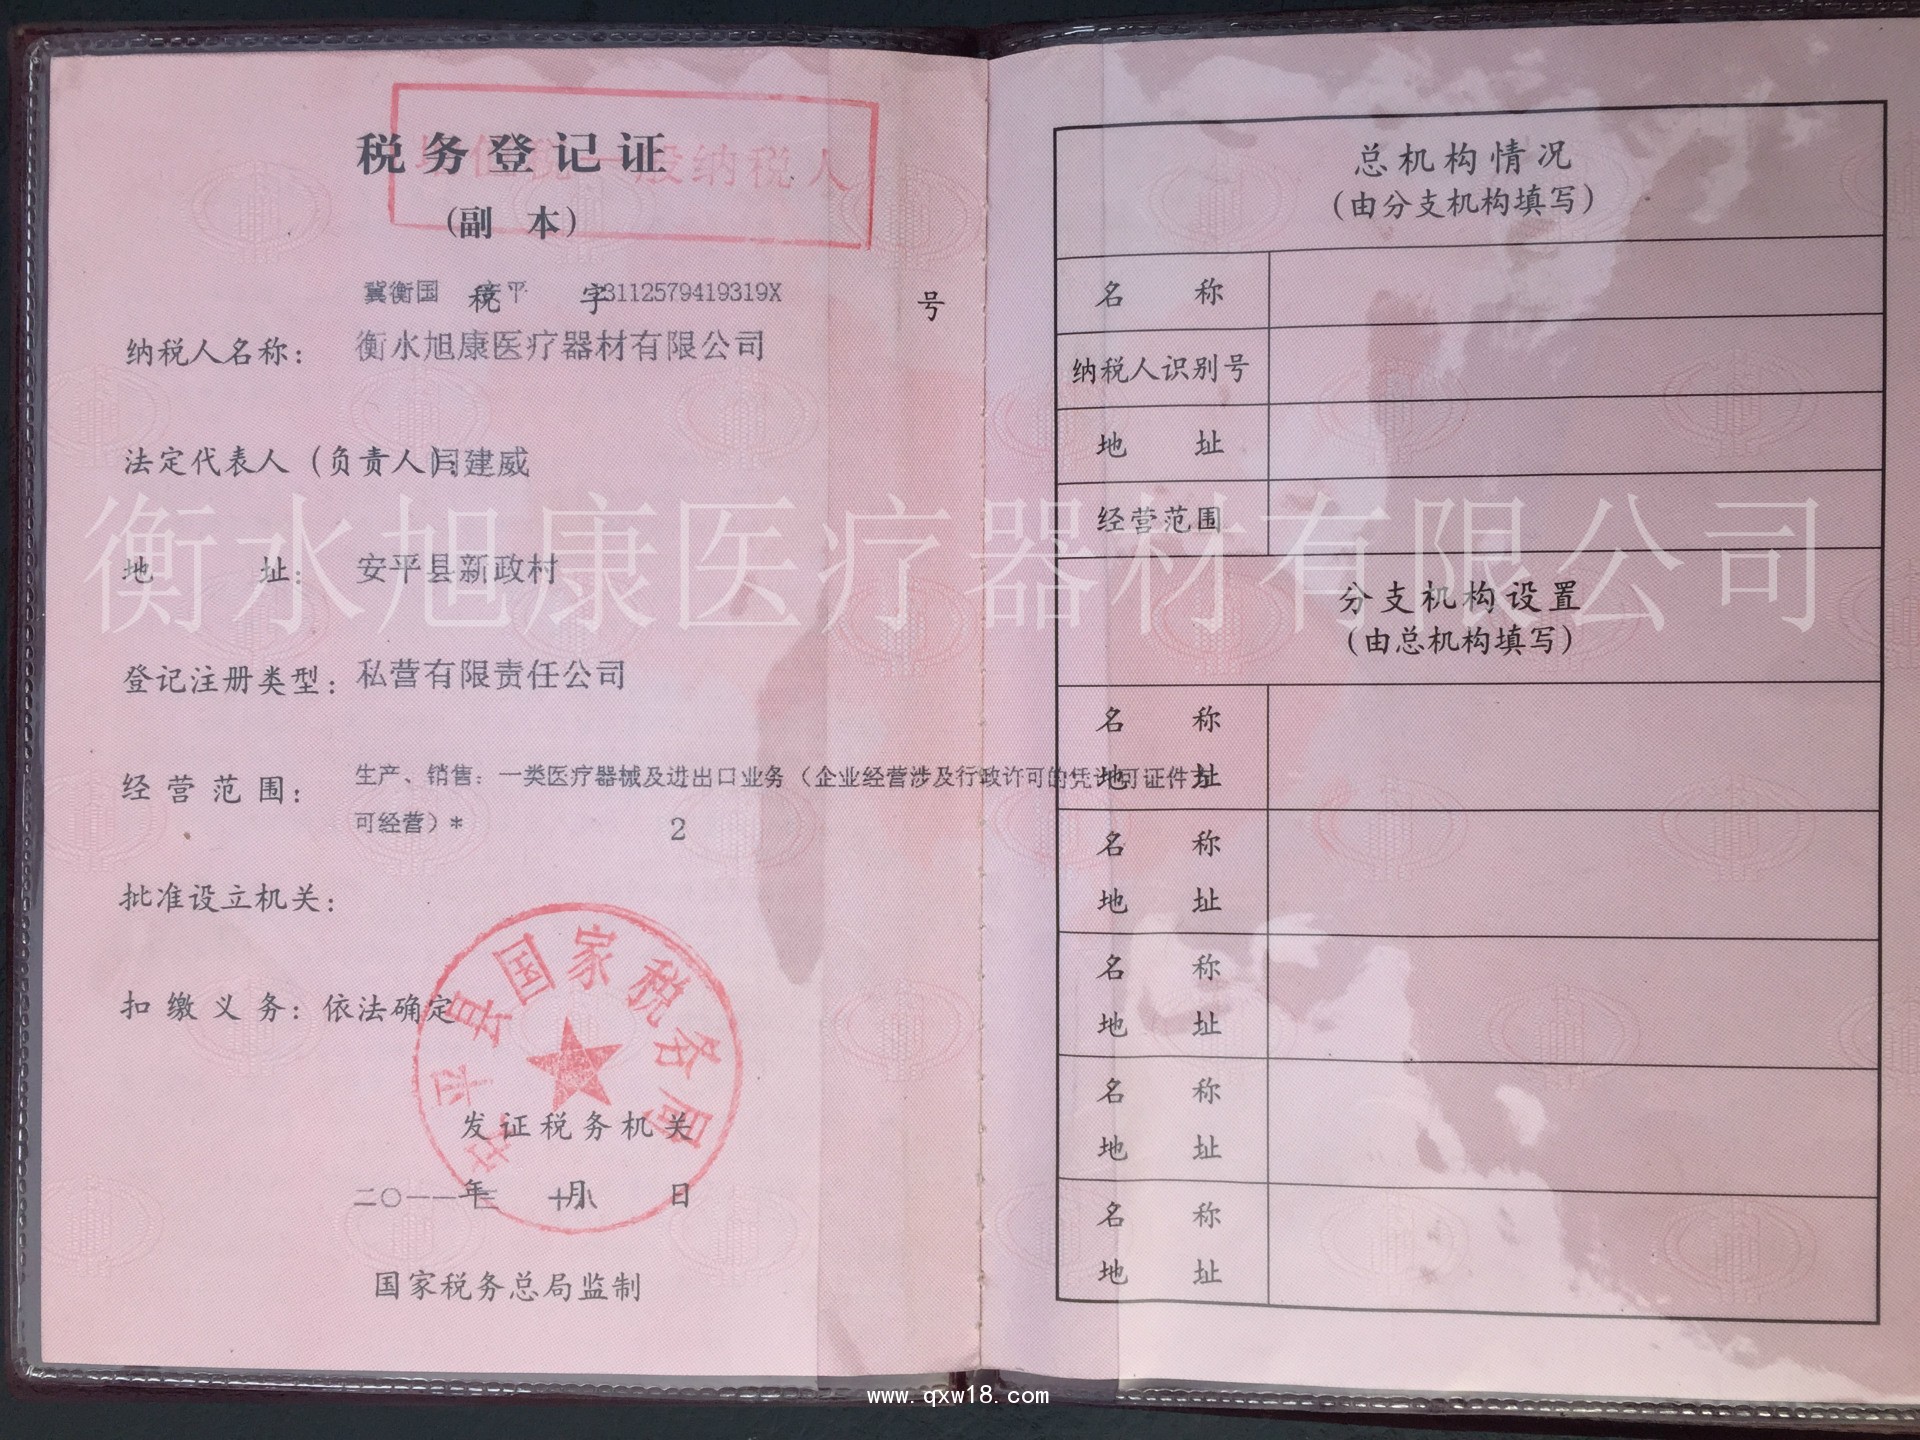 税务登记证
增值税一般纳税人
(副 本)
冀衡国 税 安平 字 13112579419319X 号
纳税人名称: 衡水旭康医疗器材有限公司
法定代表人(负责人): 闫建威
地 址: 安平县新政村
登记注册类型: 私营有限责任公司
经营范围: 生产、销售:一类医疗器械及进出口业务(企业经营涉及行政许可的凭许可证件方
可经营)*
2
批准设立机关:
扣缴义务: 依法确定
安平县国家税务局
发证税务机关
二〇一一年 三 月 十八 日
国家税务总局监制
总机构情况
(由分支机构填写)
名 称
纳税人识别号
地 址
经营范围
分支机构设置
(由总机构填写)
名 称
地 址
名 称
地 址
名 称
地 址
名 称
地 址
名 称
地 址
衡水旭康医疗器材有限公司
www.qxw18.com